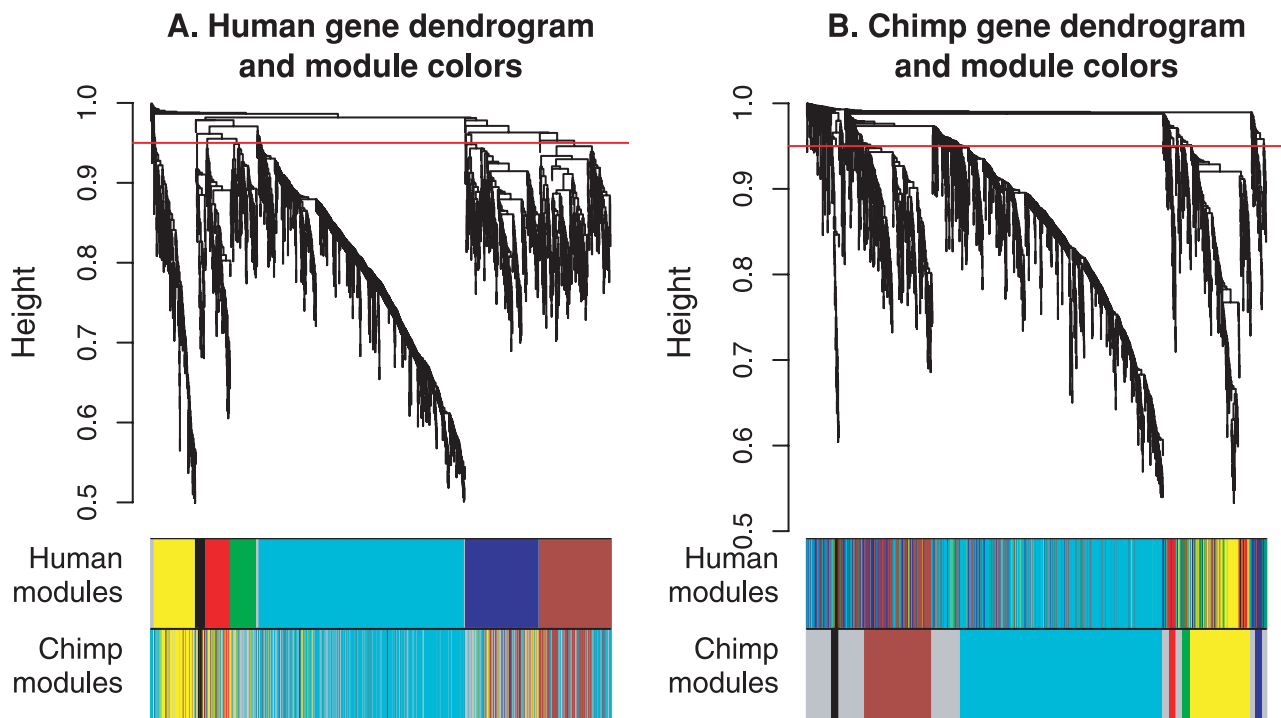 A. Human gene dendrogram
and module colors
Height
1.0
0.9
0.8
0.7
0.6
0.5
Human
modules
Chimp
modules
B. Chimp gene dendrogram
and module colors
Height
1.0
0.9
0.8
0.7
0.6
0.5
Human
modules
Chimp
modules